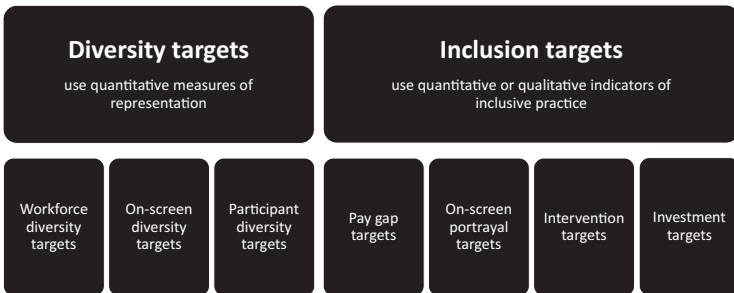 Diversity targets
use quantitative measures of
representation
Inclusion targets
use quantitative or qualitative indicators of
inclusive practice
Workforce
diversity
targets
On-screen
diversity
targets
Participant
diversity
targets
Pay gap
targets
On-screen
portrayal
targets
Intervention
targets
Investment
targets